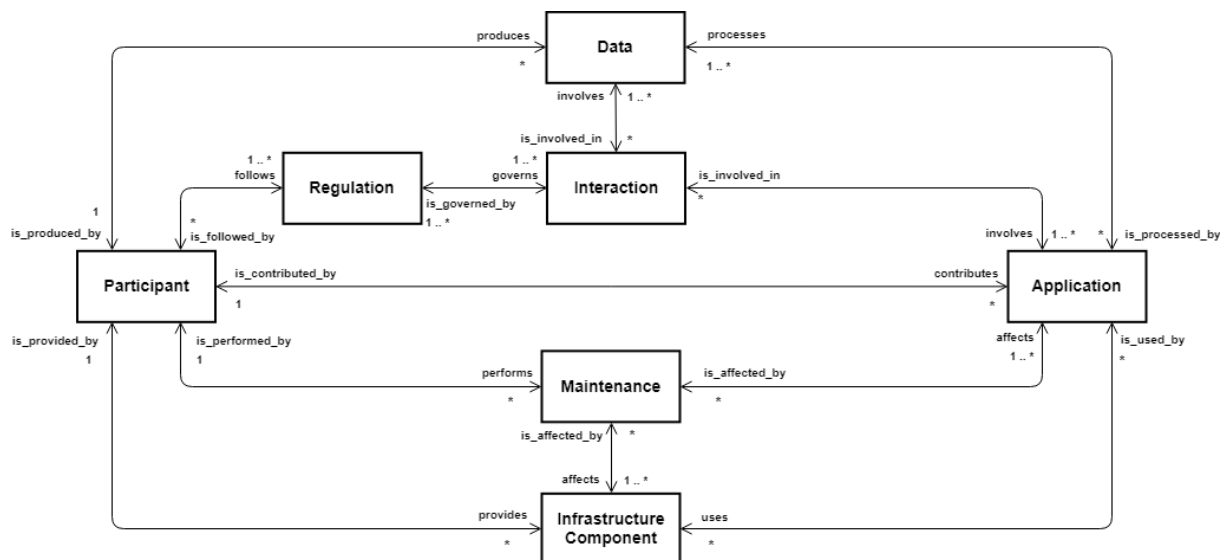 produces
Data
processes
*
1 .. *
involves
1 .. *
is_involved_in
*
1 .. *
follows
Regulation
1 .. *
governs
Interaction
is_involved_in
*
is_governed_by
1 .. *
1
is_produced_by
*
is_followed_by
involves
1 .. *
*
is_processed_by
Participant
is_contributed_by
1
contributes
*
Application
is_provided_by
1
is_performed_by
1
affects
1 .. *
is_used_by
*
performs
*
Maintenance
is_affected_by
*
is_affected_by
*
affects
1 .. *
provides
*
Infrastructure
Component
uses
*